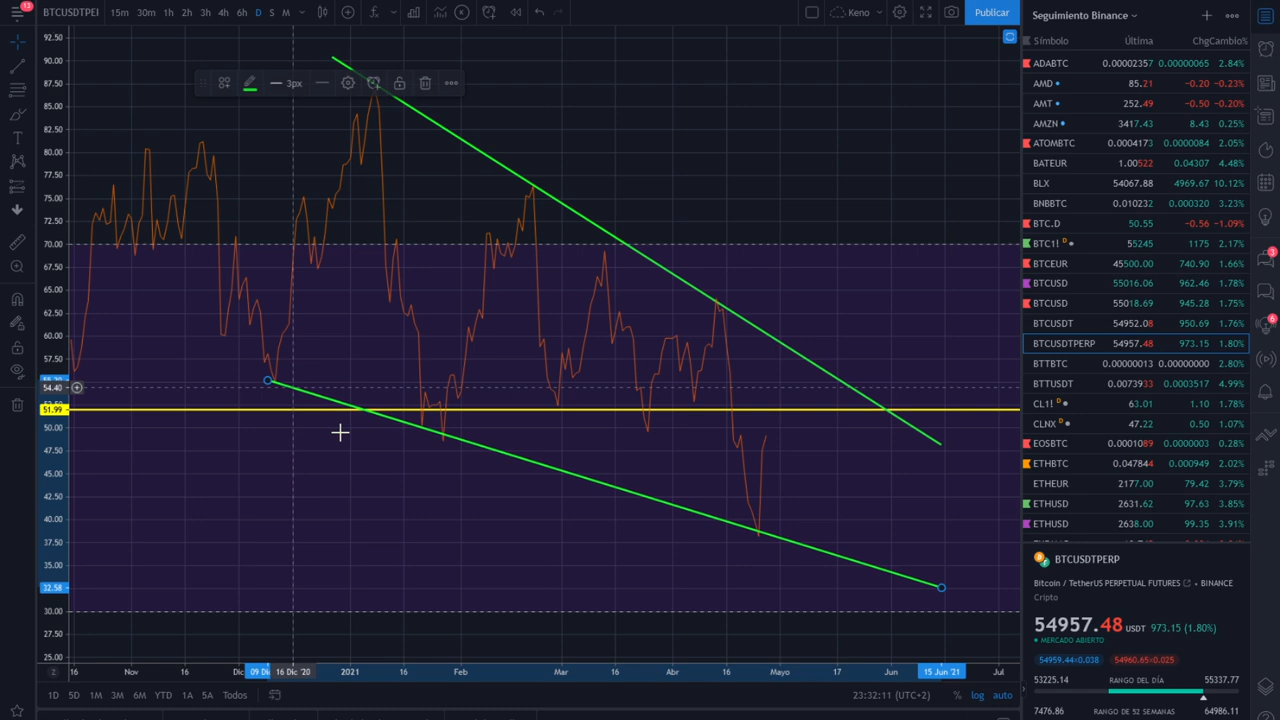 13
BTCUSDTPEI 15m 30m 1h 2h 3h 4h 6h D S M Keno Publicar
92.50
90.00
87.50
3px
85.00
82.50
80.00
77.50
75.00
72.50
70.00
67.50
65.00
62.50
60.00
57.50
54.40
51.99
50.00
47.50
45.00
42.50
40.00
37.50
35.00
32.58
30.00
27.50
25.00
16 Nov 16 Dic 09 Di 16 Dic '20 2021 16 Feb Mar 16 Abr 16 Mayo 17 Jun 15 Jun '21 Jul
1D 5D 1M 3M 6M YTD 1A 5A Todos 23:32:11 (UTC+2) % log auto
Seguimiento Binance
Símbolo Última Chg Cambio%
ADABTC 0.00002357 0.00000065 2.84%
AMD 85.21 -0.20 -0.23%
AMT 252.49 -0.50 -0.20%
AMZN 3417.43 8.43 0.25%
ATOMBTC 0.0004173 0.0000084 2.05%
BATEUR 1.00522 0.04307 4.48%
BLX 54067.88 4969.67 10.12%
BNBBTC 0.010232 0.000320 3.23%
BTC.D 50.55 -0.56 -1.09%
BTC1! D 55245 1175 2.17%
BTCEUR 45500.00 740.90 1.66%
BTCUSD 55016.06 962.46 1.78%
BTCUSD 55018.69 945.28 1.75%
BTCUSDT 54952.08 950.69 1.76%
BTCUSDTPERP 54957.48 973.15 1.80%
BTTBTC 0.00000013 0.00000000 2.80%
BTTUSDT 0.0073933 0.0003517 4.99%
CL1! D 63.01 1.10 1.78%
CLNX D 47.22 0.50 1.07%
EOSBTC 0.0001089 0.0000003 0.28%
ETHBTC 0.047844 0.000949 2.02%
ETHEUR 2177.00 79.42 3.79%
ETHUSD 2631.62 97.63 3.85%
ETHUSD 2638.00 99.35 3.91%
BTCUSDTPERP
Bitcoin / TetherUS PERPETUAL FUTURES • BINANCE
Cripto
54957.48 USDT 973.15 (1.80%)
MERCADO ABIERTO
54959.44×0.038 54960.65×0.025
53225.14 RANGO DEL DÍA 55337.77
7476.86 RANGO DE 52 SEMANAS 64986.11
3
6